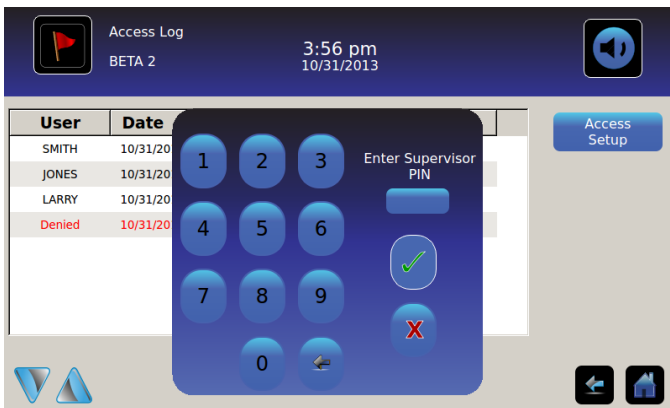 Access Log
BETA 2
3:56 pm
10/31/2013
User Date
SMITH 10/31/20
JONES 10/31/20
LARRY 10/31/20
Denied 10/31/20
1 2 3
4 5 6
7 8 9
0
Enter Supervisor
PIN
X
Access
Setup